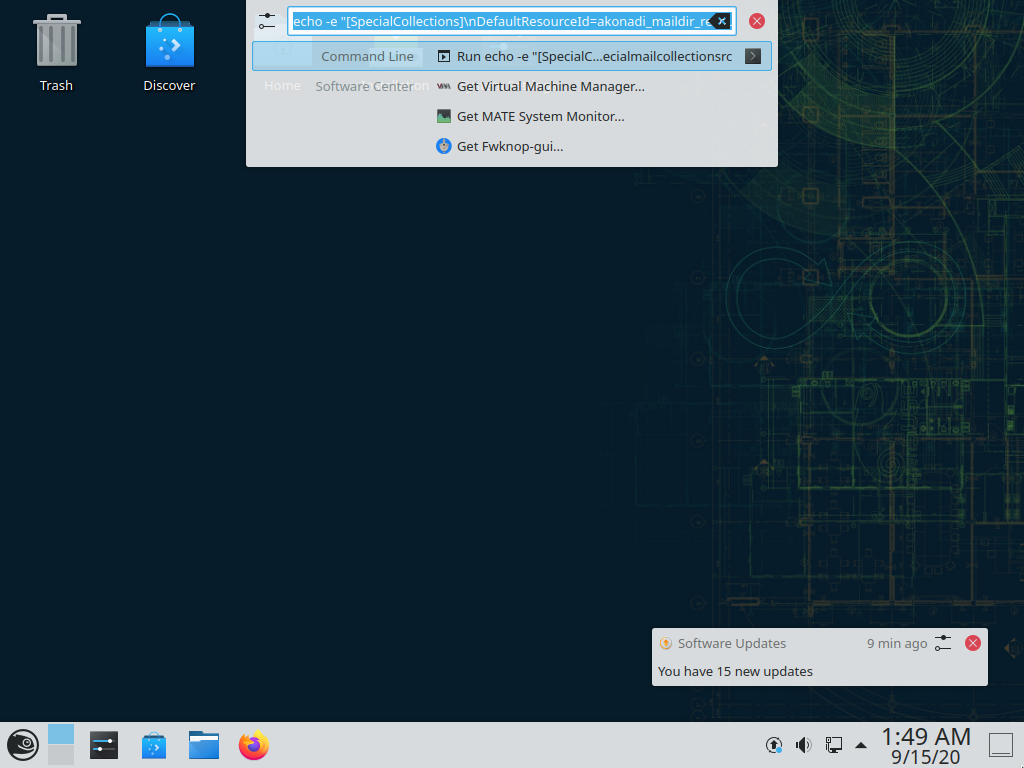 echo -e "[SpecialCollections]\nDefaultResourceId=akonadi_maildir_re
Command Line Run echo -e "[SpecialC...ecialmailcollectionsrc
Software Center Get Virtual Machine Manager...
Get MATE System Monitor...
Get Fwknop-gui...
Trash
Discover
Home
Software Updates 9 min ago
You have 15 new updates
1:49 AM
9/15/20